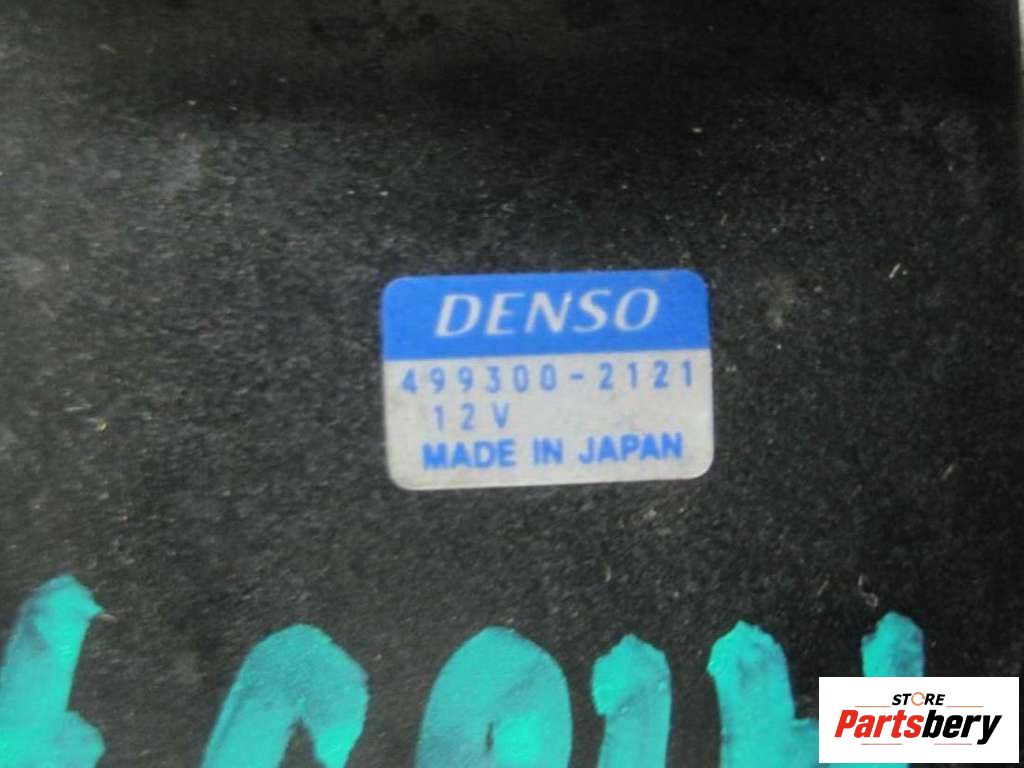 DENSO
499300-2121
12V
MADE IN JAPAN
STORE
Partsbery